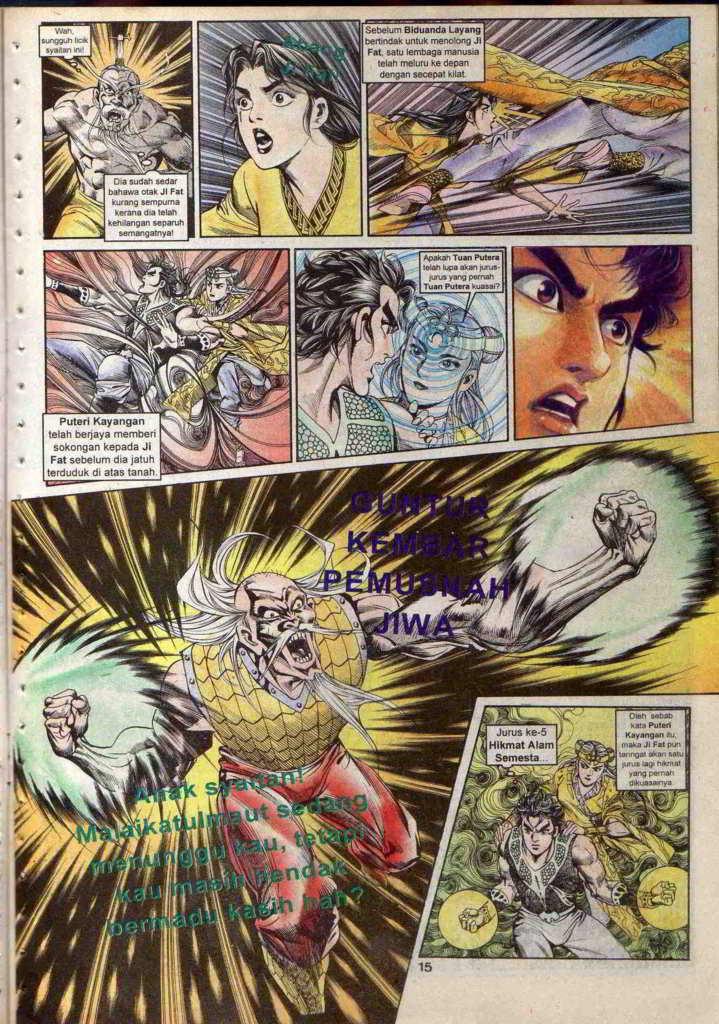 Wah,
sungguh licik
syaitan ini!
Dia sudah sedar
bahawa otak Ji Fat
kurang sempurna
kerana dia telah
kehilangan separuh
semangatnya!
Abang
Ji Fat!
Sebelum Biduanda Layang
bertindak untuk menolong Ji
Fat, satu lembaga manusia
telah meluru ke depan
dengan secepat kilat.
Puteri Kayangan
telah berjaya memberi
sokongan kepada Ji
Fat sebelum dia jatuh
terduduk di atas tanah.
Apakah Tuan Putera
telah lupa akan jurus-
jurus yang pernah
Tuan Putera kuasai?
GUNTUR
KEMBAR
PEMUSNAH
JIWA
Anak syaitan!
Malaikatulmaut sedang
menunggu kau, tetapi
kau masih hendak
bermadu kasih hah?
Jurus ke-5
Hikmat Alam
Semesta...
Oleh sebab
kata Puteri
Kayangan itu,
maka Ji Fat pun
teringat akan satu
jurus lagi hikmat
yang pernah
dikuasainya.
15